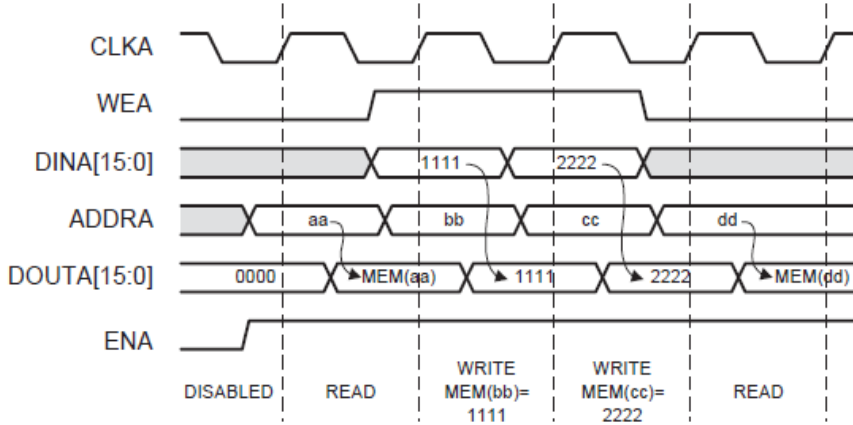 CLKA
WEA
DINA[15:0] 1111 2222
ADDRA aa bb cc dd
DOUTA[15:0] 0000 MEM(aa) 1111 2222 MEM(dd)
ENA
DISABLED READ WRITE MEM(bb)= 1111 WRITE MEM(cc)= 2222 READ